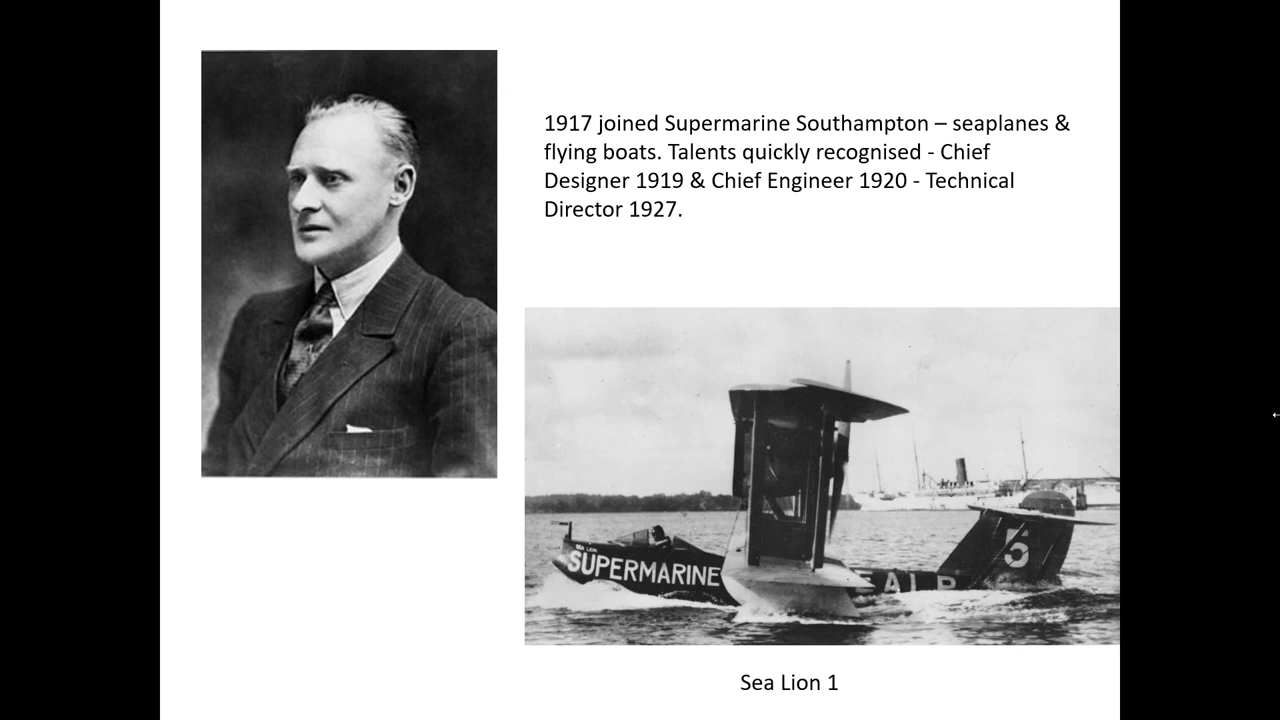 1917 joined Supermarine Southampton – seaplanes &
flying boats. Talents quickly recognised - Chief
Designer 1919 & Chief Engineer 1920 - Technical
Director 1927.
SEA LION
SUPERMARINE
5
Sea Lion 1